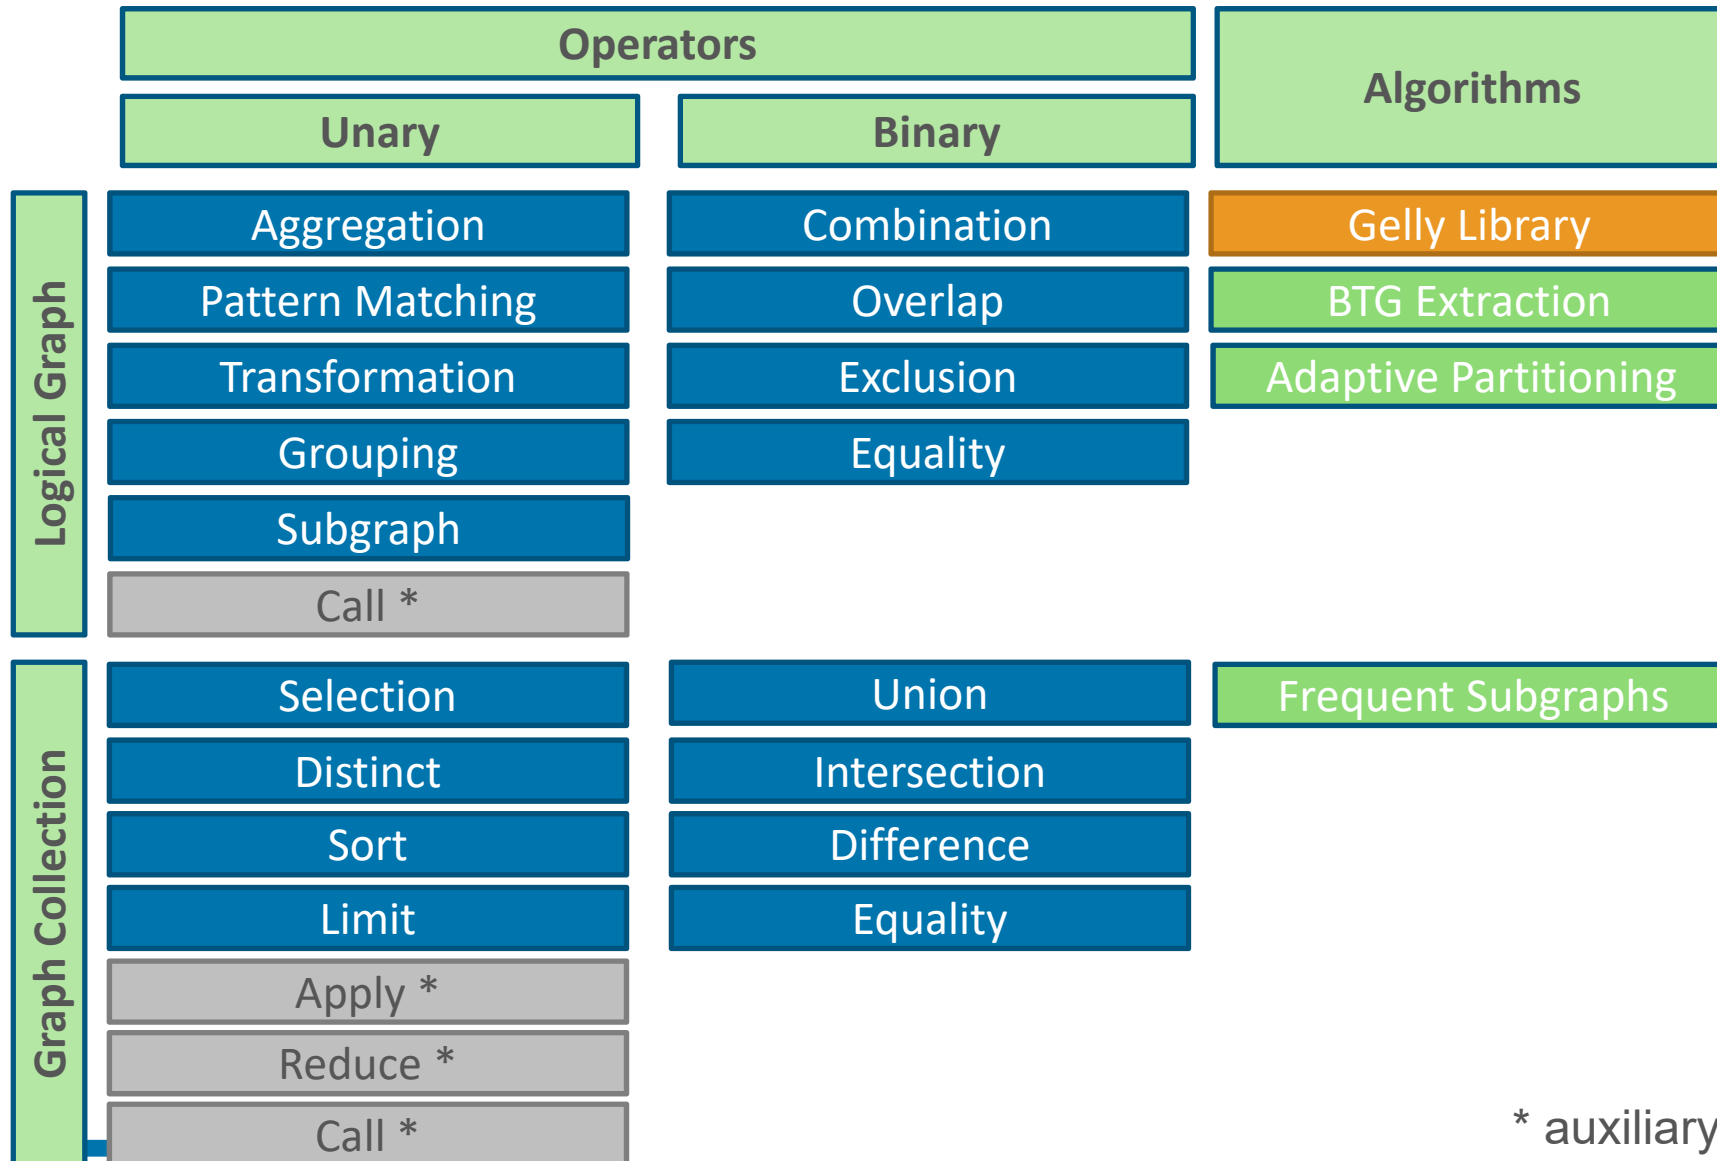 Operators
Algorithms
Unary
Binary
Logical Graph
Aggregation
Combination
Gelly Library
Pattern Matching
Overlap
BTG Extraction
Transformation
Exclusion
Adaptive Partitioning
Grouping
Equality
Subgraph
Call *
Graph Collection
Selection
Union
Frequent Subgraphs
Distinct
Intersection
Sort
Difference
Limit
Equality
Apply *
Reduce *
Call *
* auxiliary